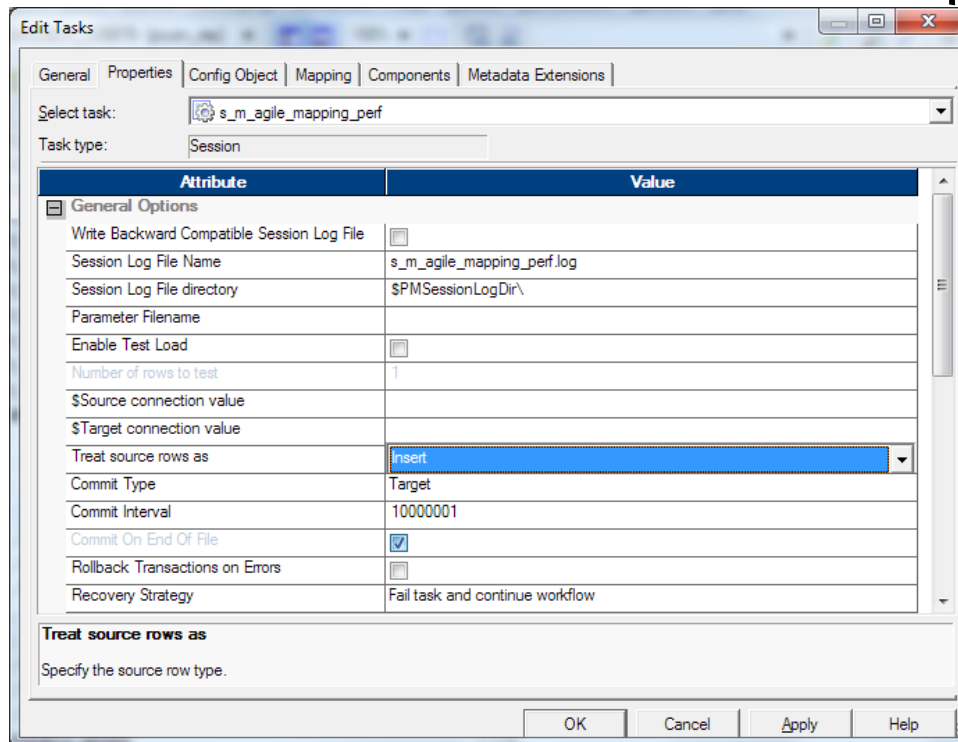 Edit Tasks
General Properties Config Object Mapping Components Metadata Extensions
Select task: s_m_agile_mapping_perf
Task type: Session
Attribute Value
General Options
Write Backward Compatible Session Log File
Session Log File Name s_m_agile_mapping_perf.log
Session Log File directory $PMSessionLogDir\
Parameter Filename
Enable Test Load
Number of rows to test 1
$Source connection value
$Target connection value
Treat source rows as Insert
Commit Type Target
Commit Interval 10000001
Commit On End Of File
Rollback Transactions on Errors
Recovery Strategy Fail task and continue workflow
Treat source rows as
Specify the source row type.
OK Cancel Apply Help